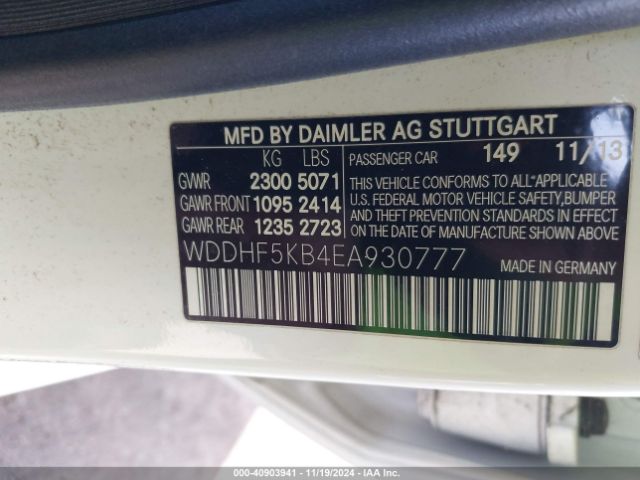 MFD BY DAIMLER AG STUTTGART
KG LBS
GVWR 2300 5071
GAWR FRONT 1095 2414
GAWR REAR 1235 2723
PASSENGER CAR 149 11/13
THIS VEHICLE CONFORMS TO ALL APPLICABLE
U.S. FEDERAL MOTOR VEHICLE SAFETY,BUMPER
AND THEFT PREVENTION STANDARDS IN EFFECT
ON THE DATE OF MANUFACTURE SHOWN ABOVE
WDDHF5KB4EA930777
MADE IN GERMANY
000-40903941 - 11/19/2024 - IAA Inc.